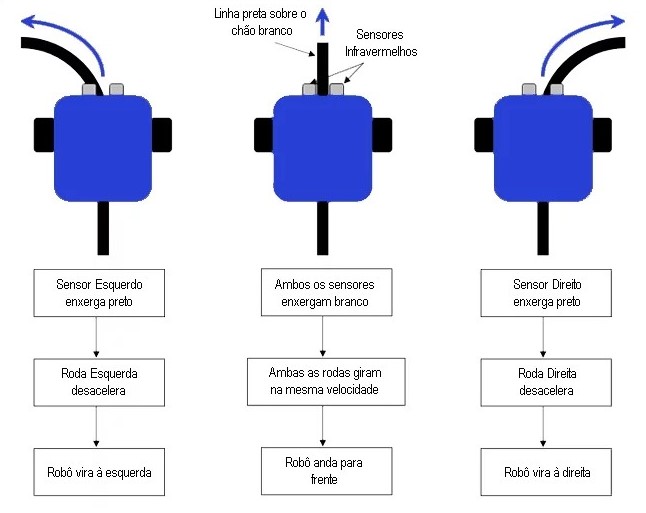 Linha preta sobre o
chão branco
Sensores
Infravermelhos
Sensor Esquerdo
enxerga preto
Roda Esquerda
desacelera
Robô vira à esquerda
Ambos os sensores
enxergam branco
Ambas as rodas giram
na mesma velocidade
Robô anda para
frente
Sensor Direito
enxerga preto
Roda Direita
desacelera
Robô vira à direita